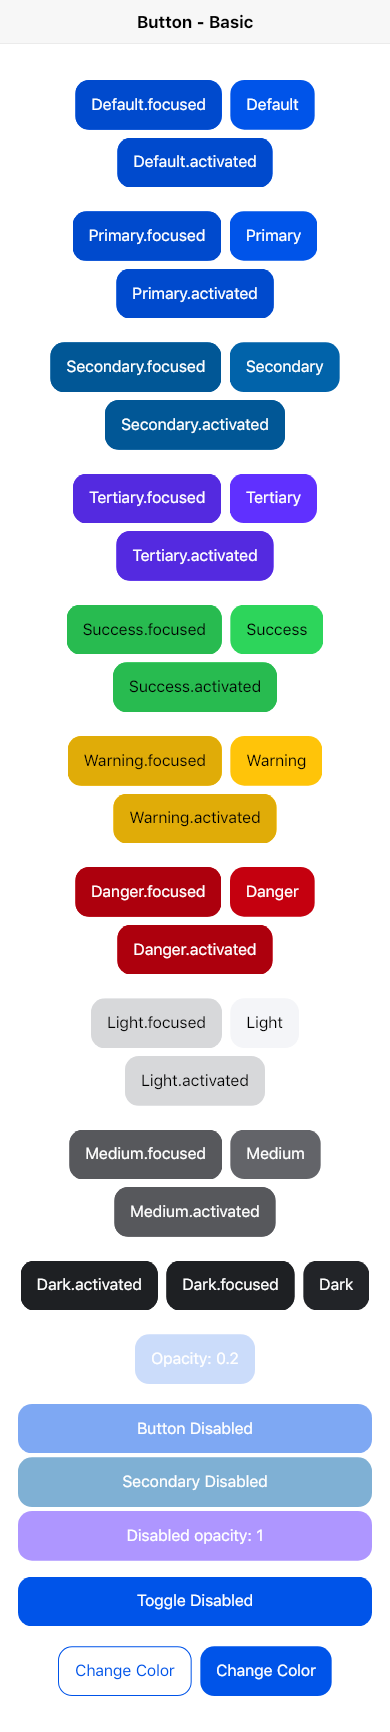 Button - Basic
Default.focused Default
Default.activated
Primary.focused Primary
Primary.activated
Secondary.focused Secondary
Secondary.activated
Tertiary.focused Tertiary
Tertiary.activated
Success.focused Success
Success.activated
Warning.focused Warning
Warning.activated
Danger.focused Danger
Danger.activated
Light.focused Light
Light.activated
Medium.focused Medium
Medium.activated
Dark.activated Dark.focused Dark
Opacity: 0.2
Button Disabled
Secondary Disabled
Disabled opacity: 1
Toggle Disabled
Change Color Change Color